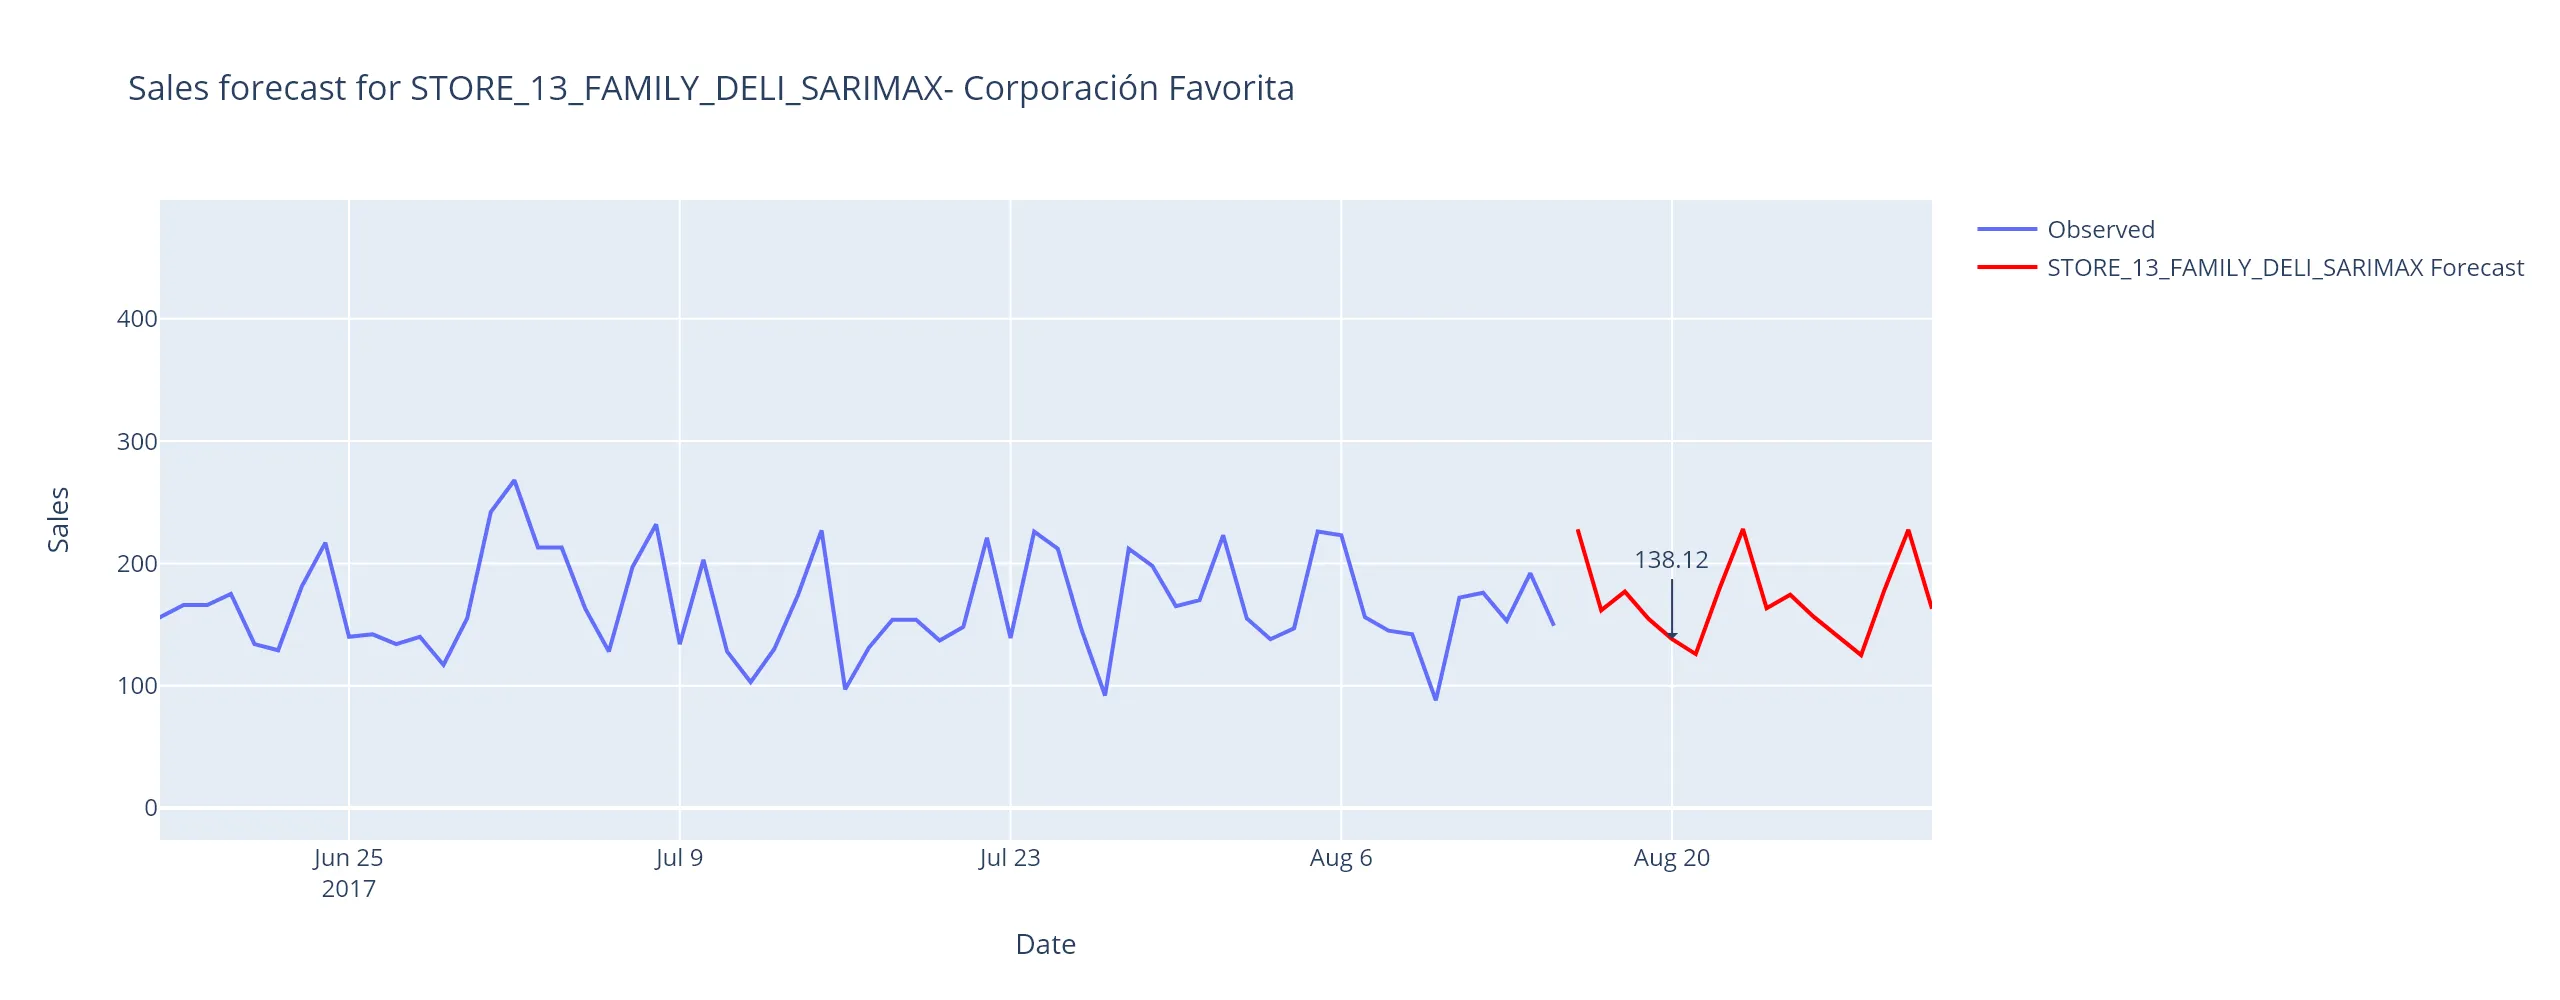 Sales forecast for STORE_13_FAMILY_DELI_SARIMAX- Corporación Favorita
Observed
STORE_13_FAMILY_DELI_SARIMAX Forecast
400
300
200
100
0
Sales
138.12
Jun 25
2017
Jul 9
Jul 23
Aug 6
Aug 20
Date